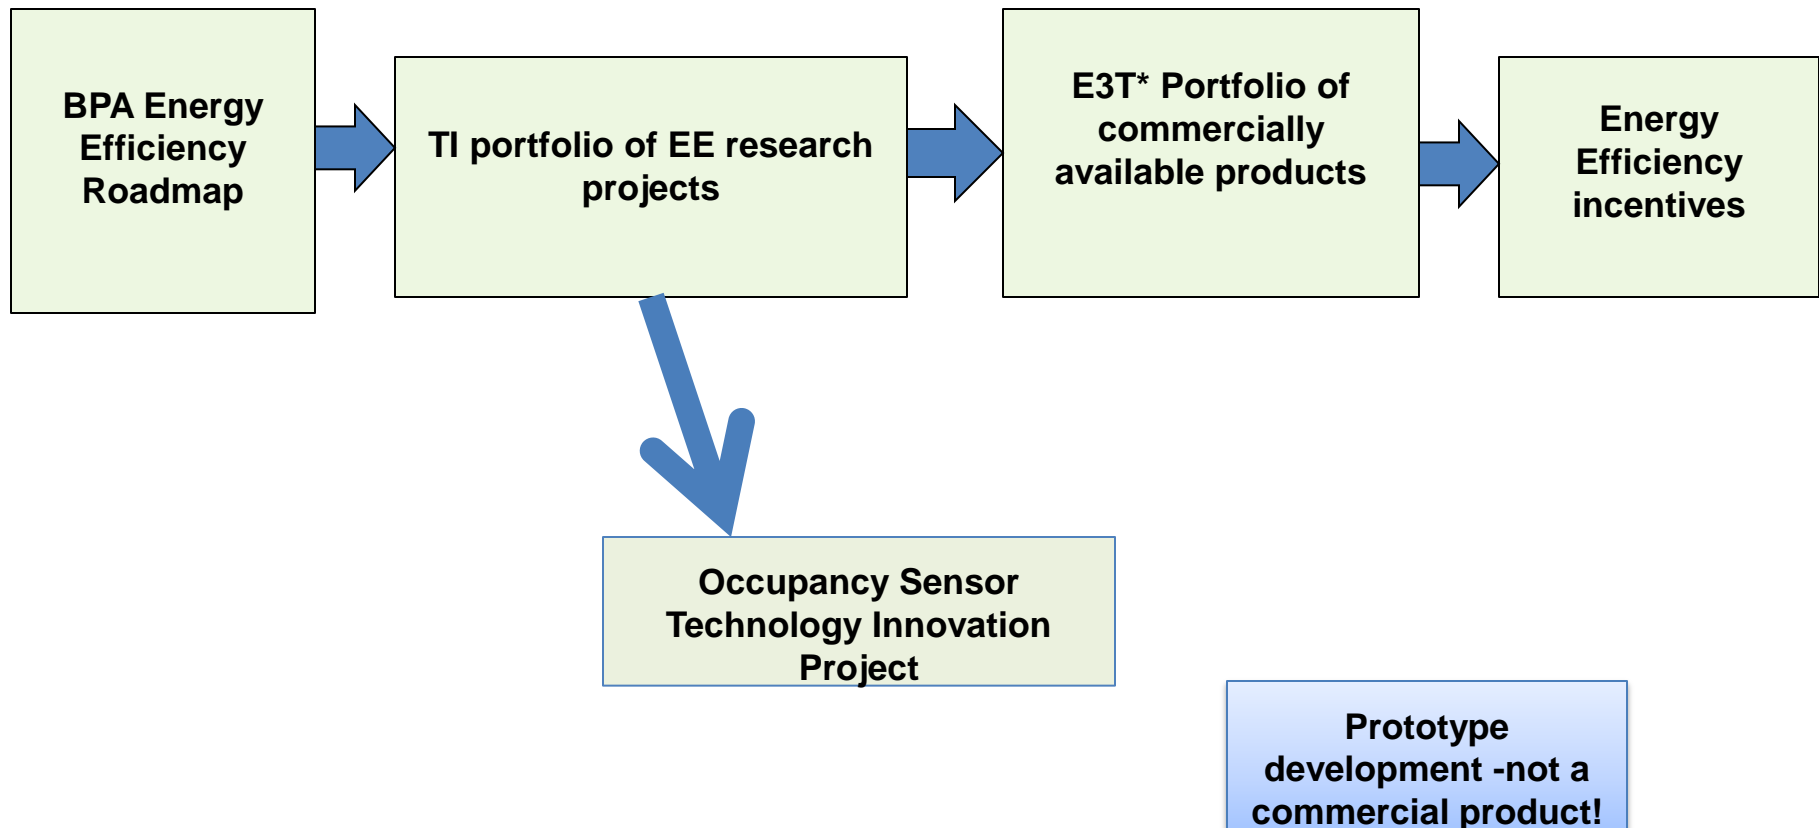 BPA Energy
Efficiency
Roadmap
TI portfolio of EE research
projects
E3T* Portfolio of
commercially
available products
Energy
Efficiency
incentives
Occupancy Sensor
Technology Innovation
Project
Prototype
development -not a
commercial product!